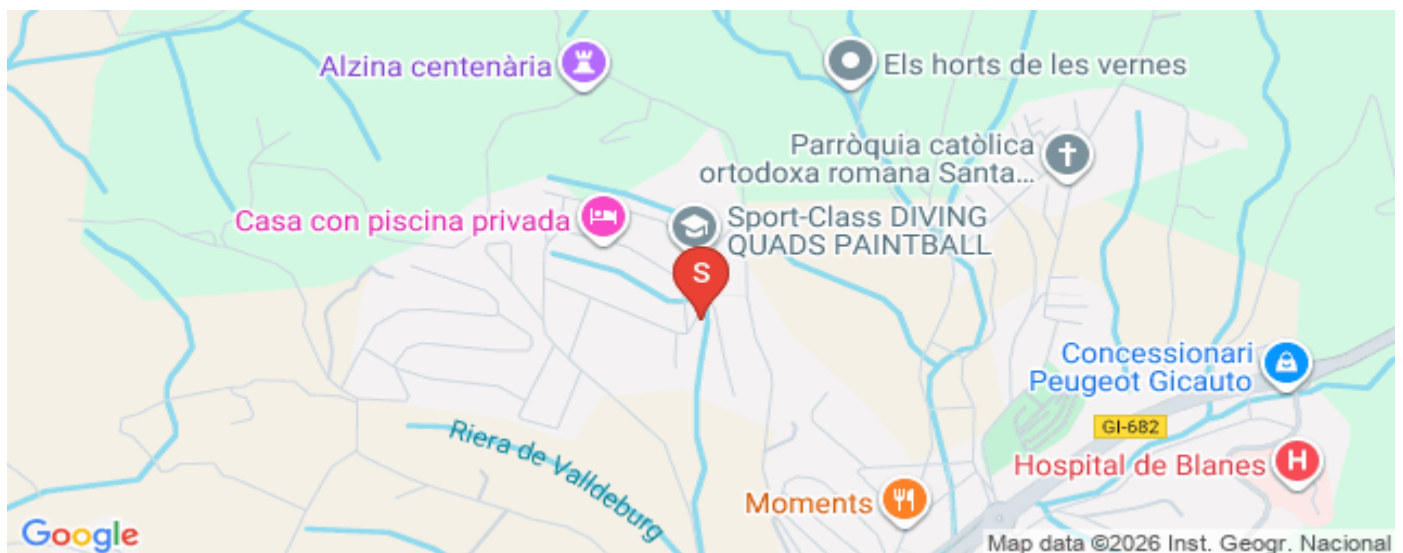 Alzina centenària
Els horts de les vernes
Parròquia catòlica
ortodoxa romana Santa...
Casa con piscina privada
Sport-Class DIVING
QUADS PAINTBALL
S
Concessionari
Peugeot Gicauto
GI-682
Riera de Valldeburg
Hospital de Blanes
H
Moments
Google
Map data ©2026 Inst. Geogr. Nacional